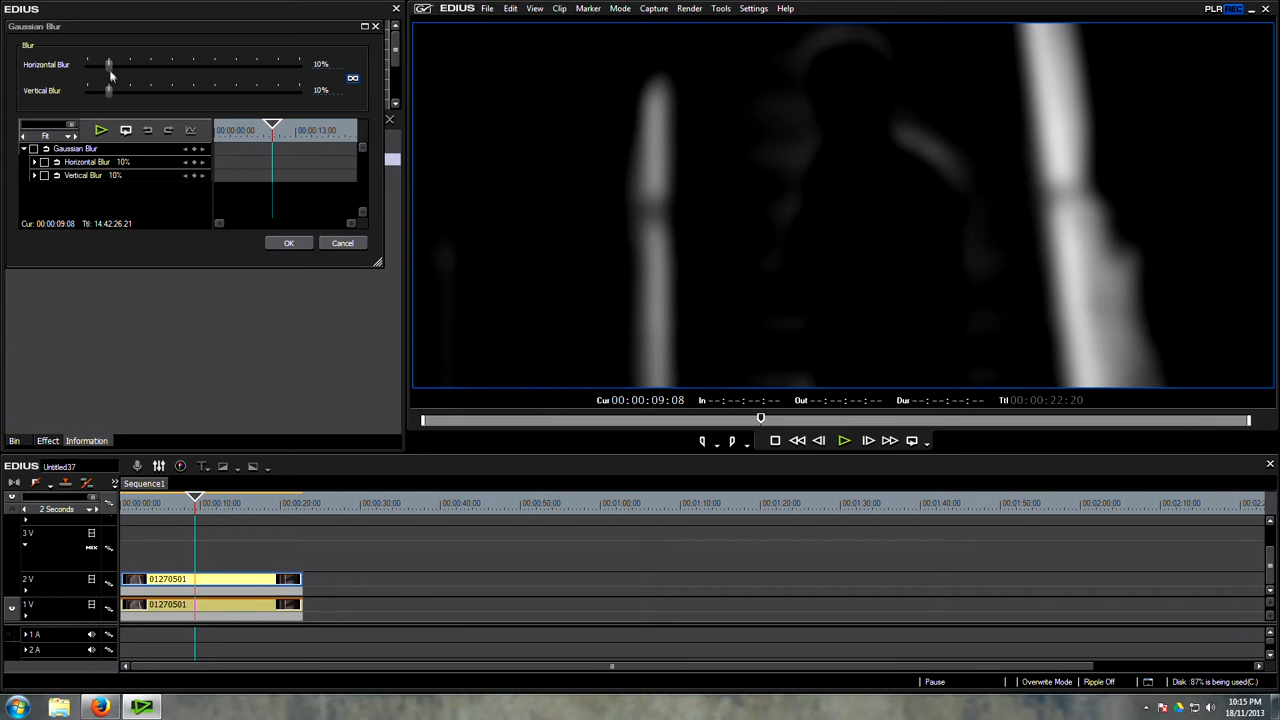 EDIUS
Gaussian Blur
Blur
Horizontal Blur 10%
Vertical Blur 10%
Fit
00:00:00:00 00:00:13:00
Gaussian Blur
Horizontal Blur 10%
Vertical Blur 10%
Cur: 00:00:09:08 Ttl: 14.42.26:21
OK Cancel
Bin Effect Information
EDIUS File Edit View Clip Marker Mode Capture Render Tools Settings Help
PLR REC
Cur 00:00:09:08 In --:--:--:-- Out --:--:--:-- Dur --:--:--:-- Ttl 00:00:22:20
EDIUS Untitled37
Sequence1
2 Seconds
00:00:00:00 00:00:10:00 00:00:20:00 00:00:30:00 00:00:40:00 00:00:50:00 00:01:00:00 00:01:10:00 00:01:20:00 00:01:30:00 00:01:40:00 00:01:50:00 00:02:00:00 00:02:10:00 00:02:2
3 V
MIX
2 V 01270501
1 V 01270501
1 A
2 A
Pause Overwrite Mode Ripple Off Disk :87% is being used(C:)
10:15 PM
18/11/2013